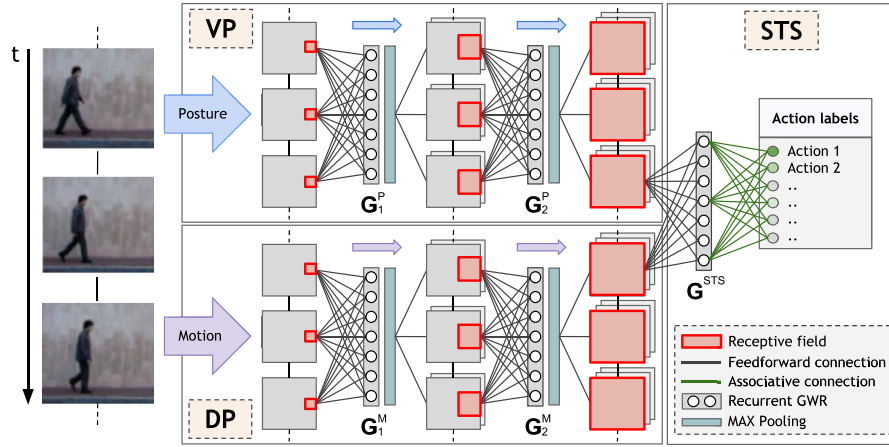 t
VP
Posture
G₁ᴾ
G₂ᴾ
STS
Action labels
Action 1
Action 2
..
..
..
..
Gˢᵀˢ
Motion
DP
G₁ᴹ
G₂ᴹ
Receptive field
Feedforward connection
Associative connection
Recurrent GWR
MAX Pooling